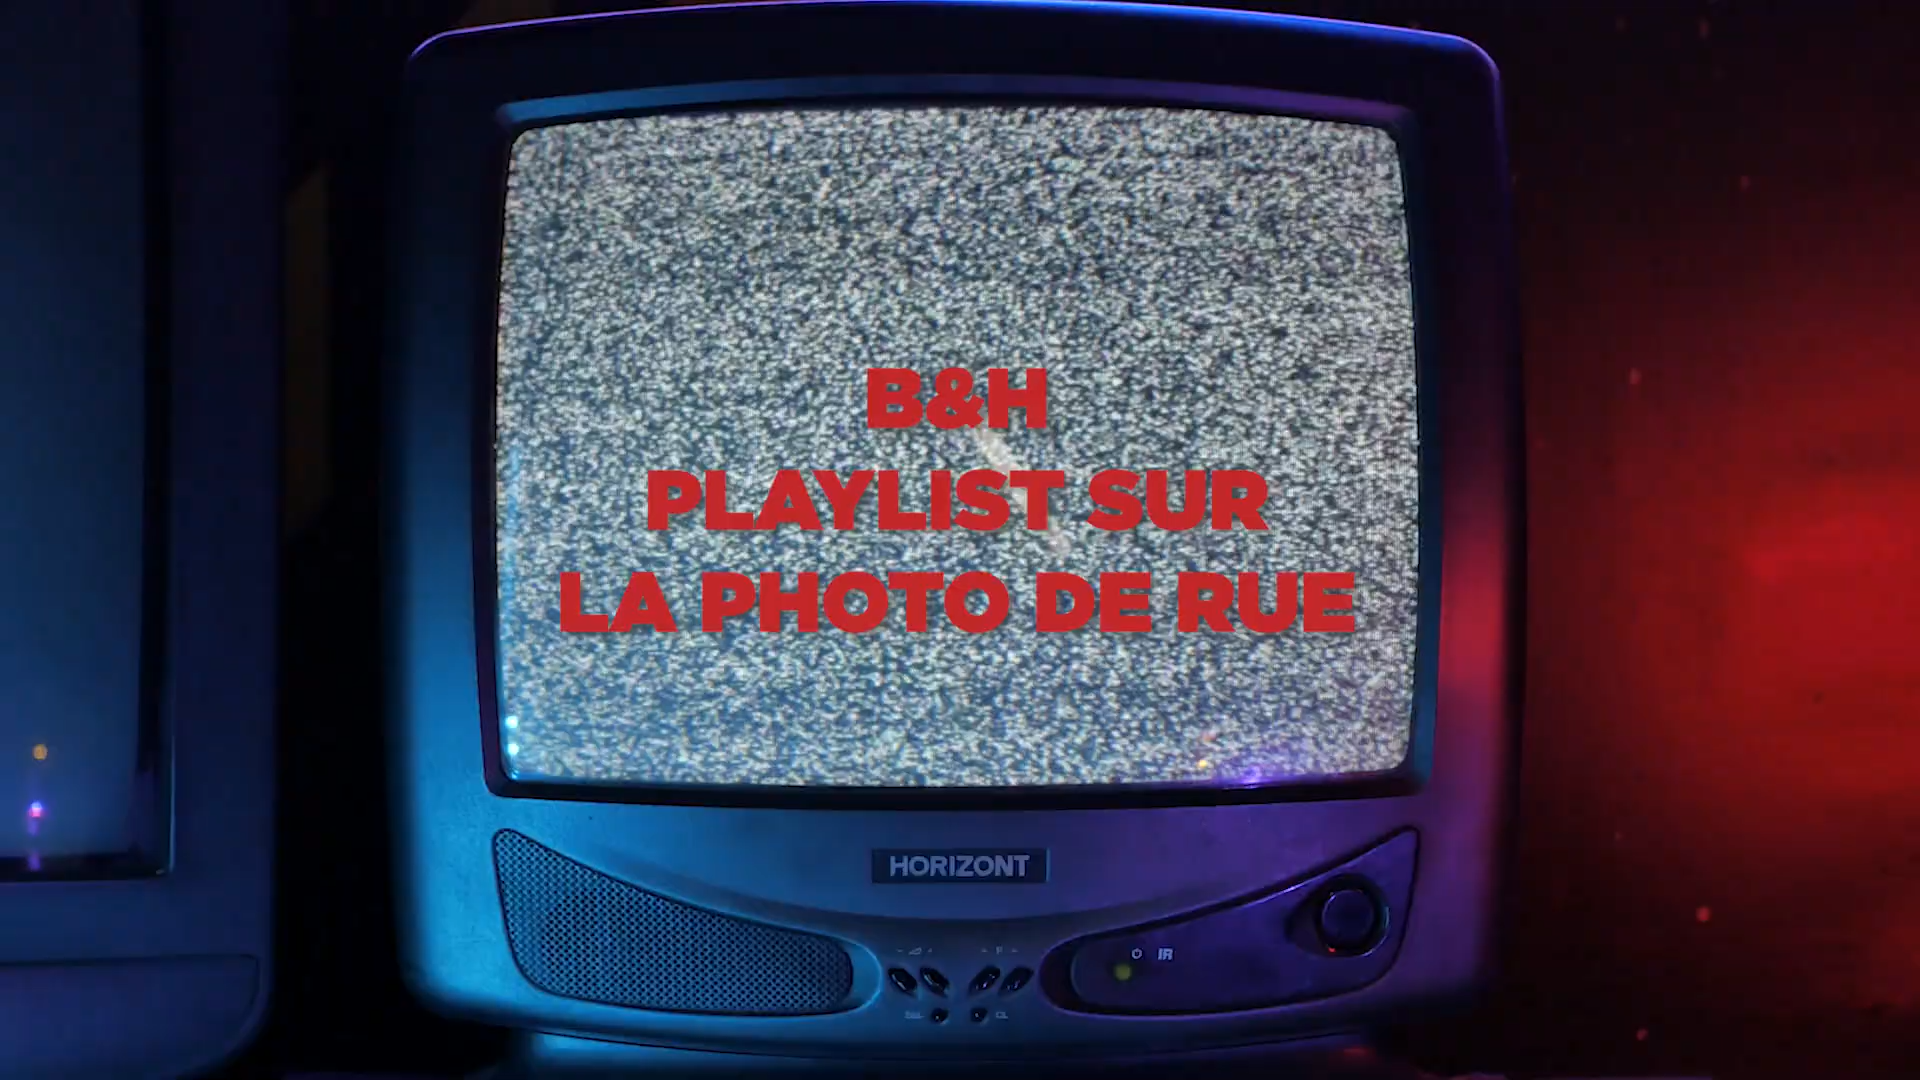 B&H
PLAYLIST SUR
LA PHOTO DE RUE
HORIZONT
IR